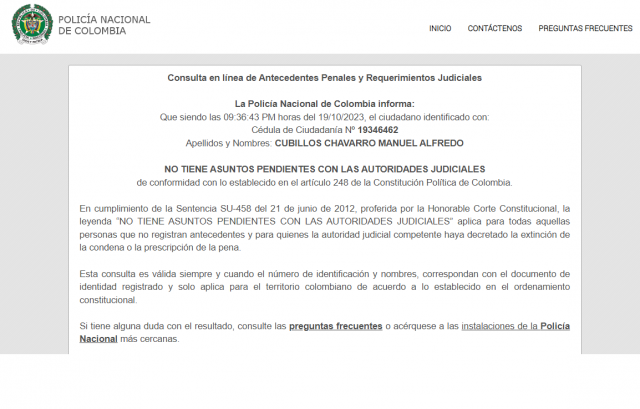 POLICÍA NACIONAL
DE COLOMBIA
INICIO CONTÁCTENOS PREGUNTAS FRECUENTES
Consulta en línea de Antecedentes Penales y Requerimientos Judiciales
La Policía Nacional de Colombia informa:
Que siendo las 09:36:43 PM horas del 19/10/2023, el ciudadano identificado con:
Cédula de Ciudadanía Nº 19346462
Apellidos y Nombres: CUBILLOS CHAVARRO MANUEL ALFREDO
NO TIENE ASUNTOS PENDIENTES CON LAS AUTORIDADES JUDICIALES
de conformidad con lo establecido en el artículo 248 de la Constitución Política de Colombia.
En cumplimiento de la Sentencia SU-458 del 21 de junio de 2012, proferida por la Honorable Corte Constitucional, la
leyenda "NO TIENE ASUNTOS PENDIENTES CON LAS AUTORIDADES JUDICIALES" aplica para todas aquellas
personas que no registran antecedentes y para quienes la autoridad judicial competente haya decretado la extinción de
la condena o la prescripción de la pena.
Esta consulta es válida siempre y cuando el número de identificación y nombres, correspondan con el documento de
identidad registrado y solo aplica para el territorio colombiano de acuerdo a lo establecido en el ordenamiento
constitucional.
Si tiene alguna duda con el resultado, consulte las preguntas frecuentes o acérquese a las instalaciones de la Policía
Nacional más cercanas.